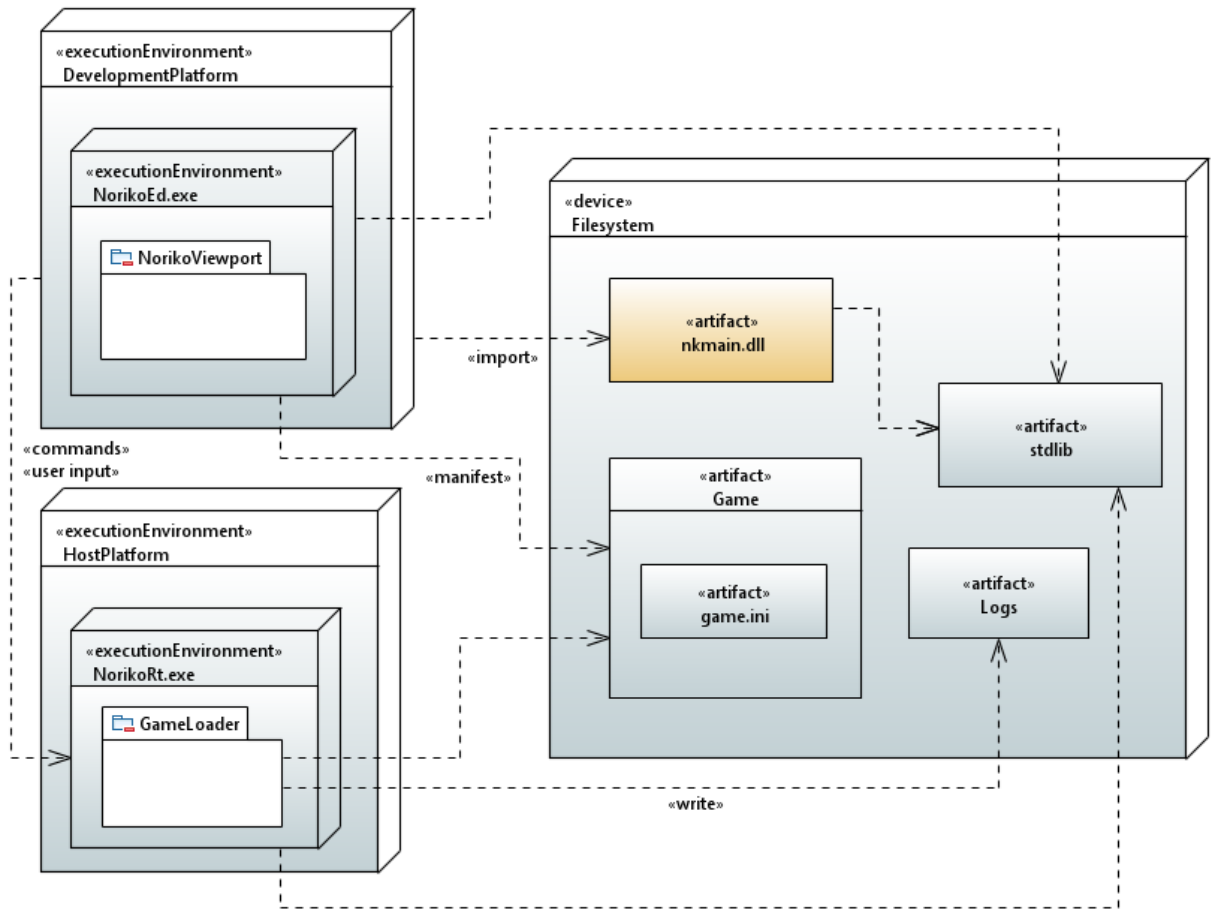 «executionEnvironment»
DevelopmentPlatform
«executionEnvironment»
NorikoEd.exe
NorikoViewport
«device»
Filesystem
«artifact»
nkmain.dll
«import»
«artifact»
stdlib
«commands»
«user input»
«manifest»
«artifact»
Game
«artifact»
game.ini
«artifact»
Logs
«executionEnvironment»
HostPlatform
«executionEnvironment»
NorikoRt.exe
GameLoader
«write»